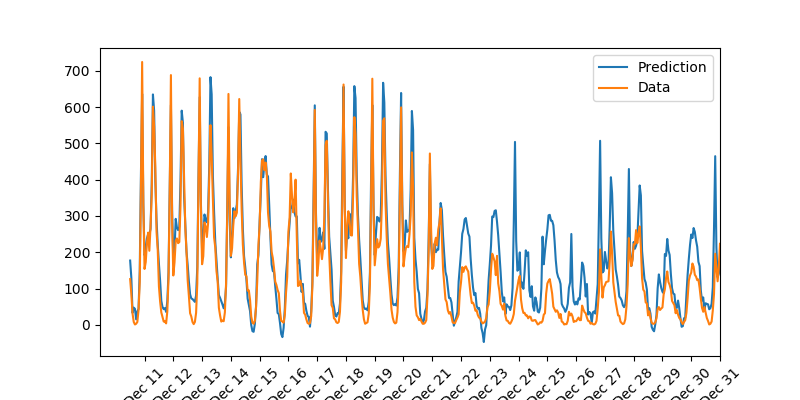 Prediction
Data
700
600
500
400
300
200
100
0
Dec 11
Dec 12
Dec 13
Dec 14
Dec 15
Dec 16
Dec 17
Dec 18
Dec 19
Dec 20
Dec 21
Dec 22
Dec 23
Dec 24
Dec 25
Dec 26
Dec 27
Dec 28
Dec 29
Dec 30
Dec 31